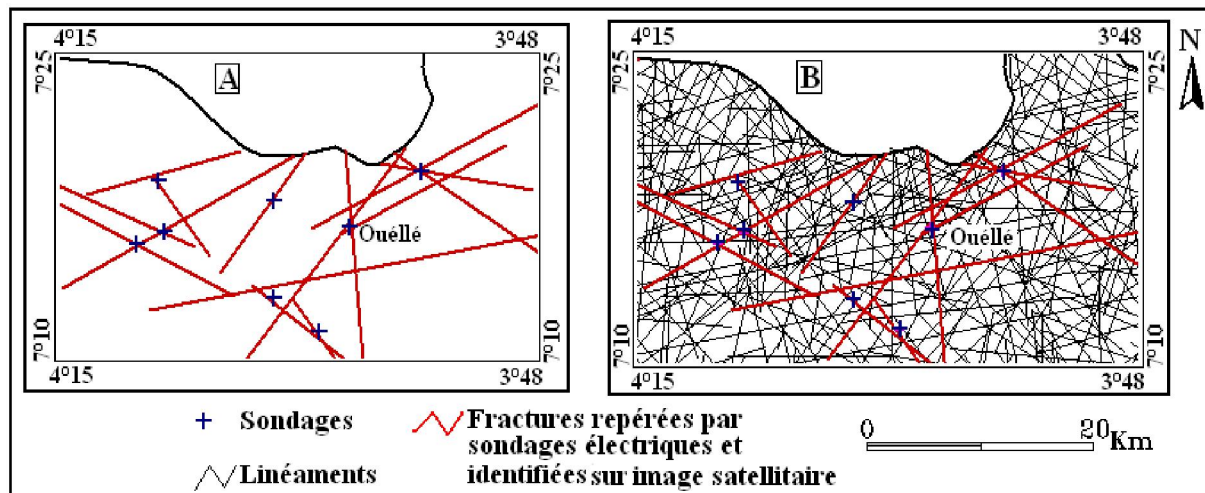 4°15
3°48
7°25
A
7°25
Ouéllé
7°10
7°10
4°15
3°48
4°15
3°48
7°25
B
7°25
Ouéllé
7°10
7°10
4°15
3°48
N
Sondages
Linéaments
Fractures repérées par
sondages électriques et
identifiées sur image satellitaire
0
20
Km